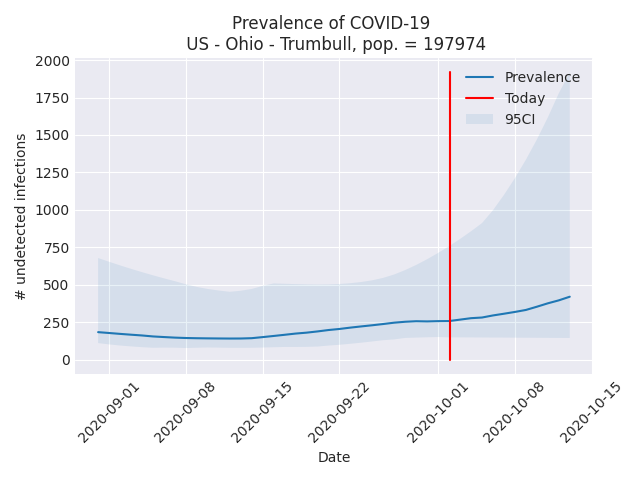 Prevalence of COVID-19
US - Ohio - Trumbull, pop. = 197974
2000
1750
1500
1250
1000
750
500
250
0
# undetected infections
Prevalence
Today
95CI
2020-09-01
2020-09-08
2020-09-15
2020-09-22
2020-10-01
2020-10-08
2020-10-15
Date